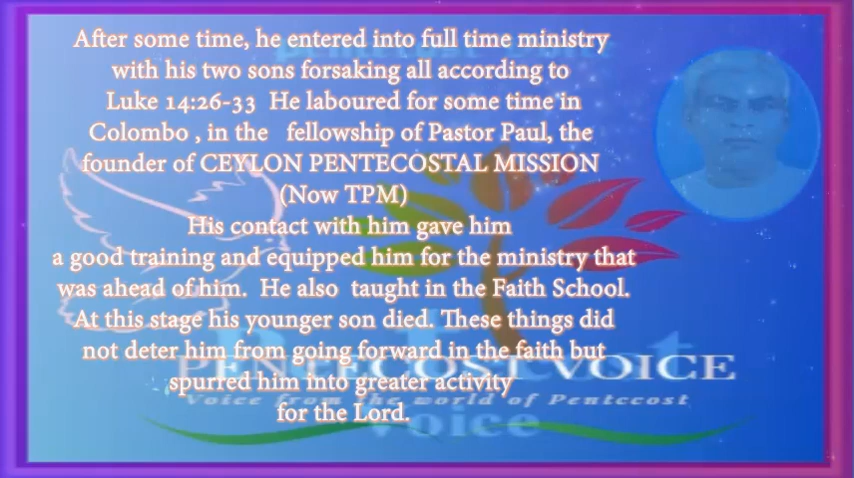 After some time, he entered into full time ministry
with his two sons forsaking all according to
Luke 14:26-33 He laboured for some time in
Colombo , in the fellowship of Pastor Paul, the
founder of CEYLON PENTECOSTAL MISSION
(Now TPM)
His contact with him gave him
a good training and equipped him for the ministry that
was ahead of him. He also taught in the Faith School.
At this stage his younger son died. These things did
not deter him from going forward in the faith but
PENTECOST VOICE
spurred him into greater activity
Voice from the world of Pentecost
for the Lord.
Voice